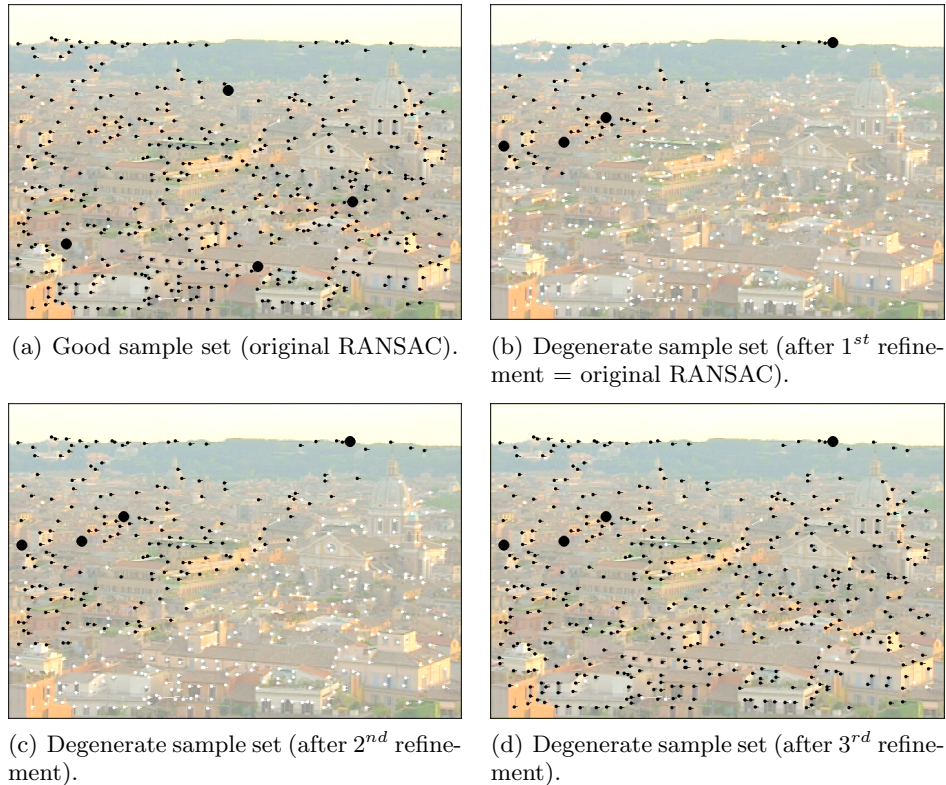 (a) Good sample set (original RANSAC).
(b) Degenerate sample set (after 1st refine-
ment = original RANSAC).
(c) Degenerate sample set (after 2nd refine-
ment).
(d) Degenerate sample set (after 3rd refine-
ment).